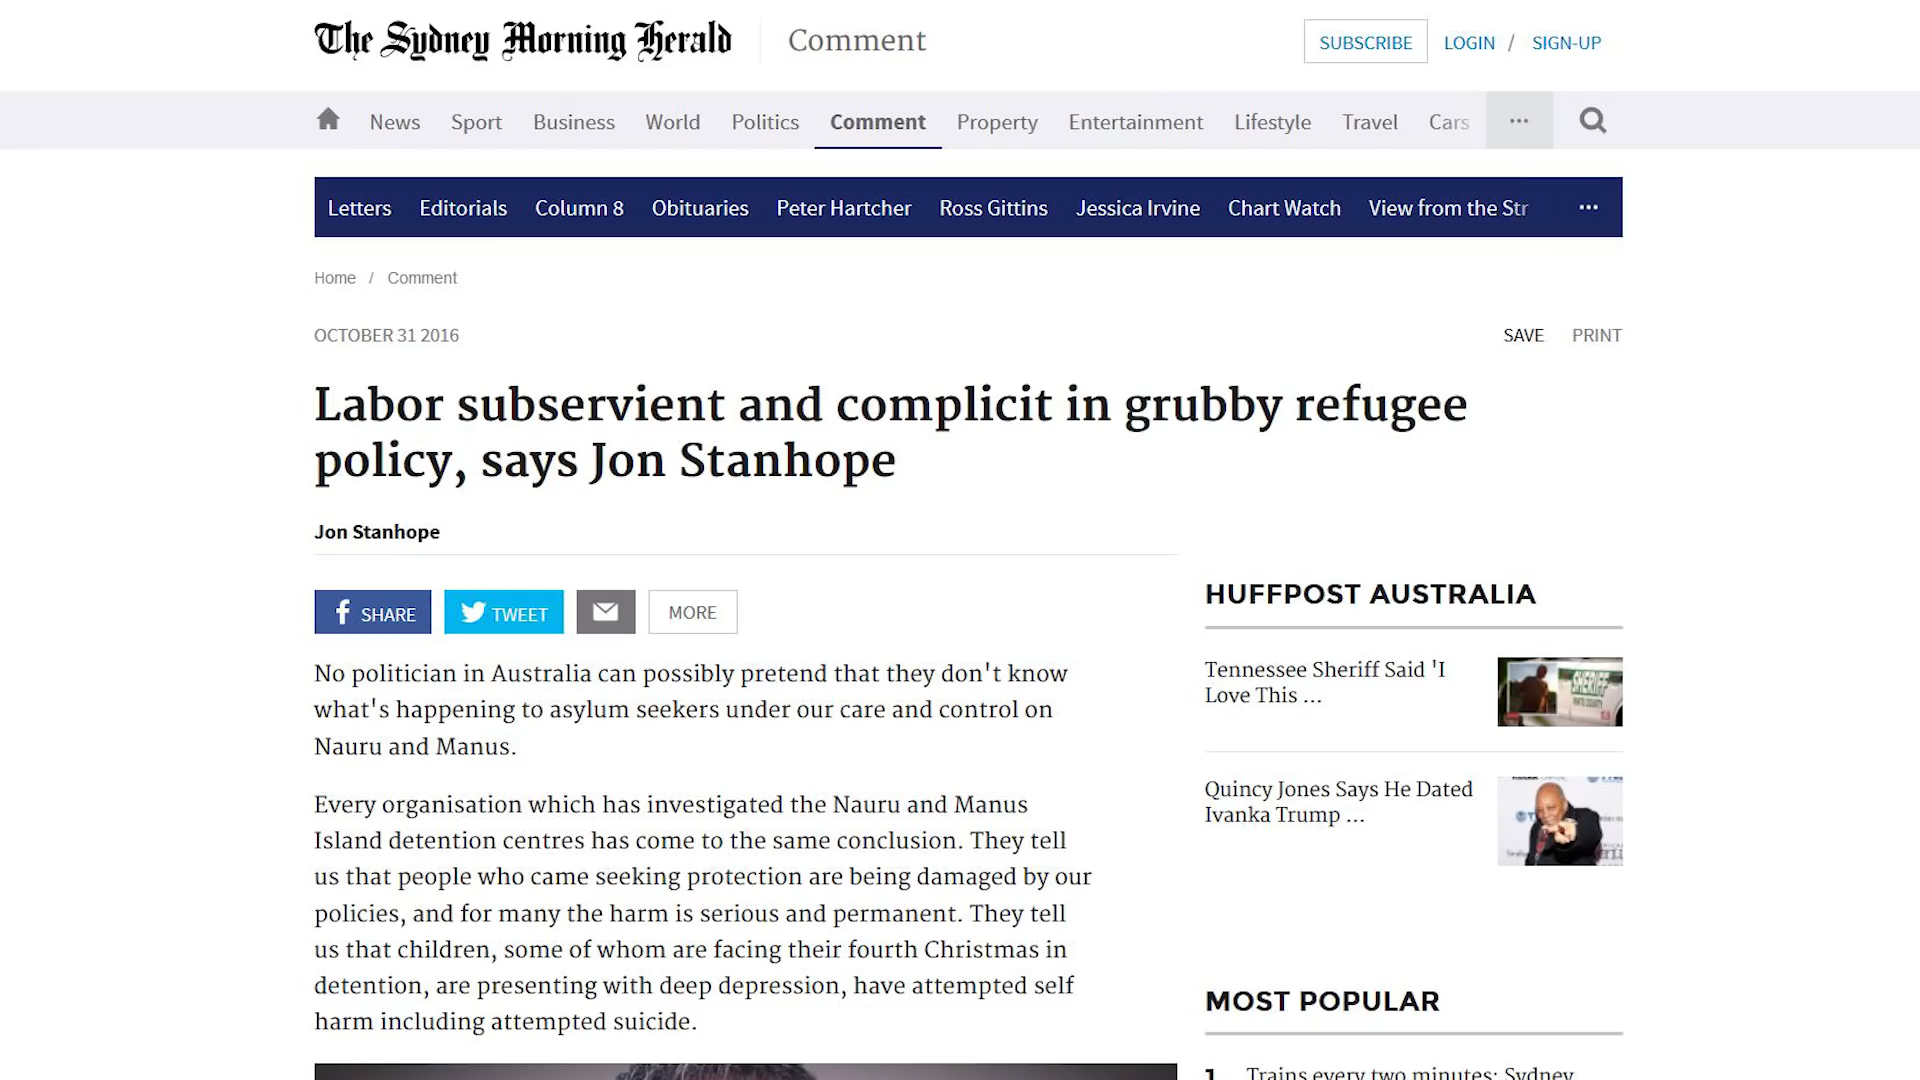 The Sydney Morning Herald
Comment
SUBSCRIBE LOGIN / SIGN-UP
News Sport Business World Politics Comment Property Entertainment Lifestyle Travel Cars ...
Letters Editorials Column 8 Obituaries Peter Hartcher Ross Gittins Jessica Irvine Chart Watch View from the Str ...
Home / Comment
OCTOBER 31 2016
SAVE PRINT
Labor subservient and complicit in grubby refugee
policy, says Jon Stanhope
Jon Stanhope
SHARE TWEET MORE
No politician in Australia can possibly pretend that they don't know
what's happening to asylum seekers under our care and control on
Nauru and Manus.
Every organisation which has investigated the Nauru and Manus
Island detention centres has come to the same conclusion. They tell
us that people who came seeking protection are being damaged by our
policies, and for many the harm is serious and permanent. They tell
us that children, some of whom are facing their fourth Christmas in
detention, are presenting with deep depression, have attempted self
harm including attempted suicide.
HUFFPOST AUSTRALIA
Tennessee Sheriff Said 'I
Love This ...
SHERIFF
Quincy Jones Says He Dated
Ivanka Trump ...
MOST POPULAR
1 Trains every two minutes: Sydney